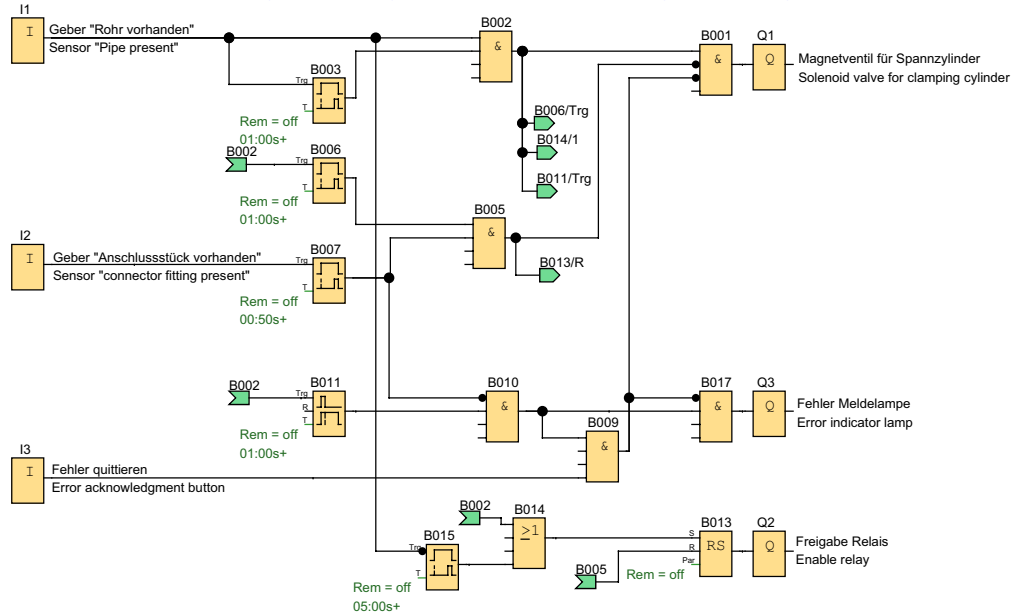 I1
I
Geber "Rohr vorhanden"
Sensor "Pipe present"
B002
&
B001
&
Q1
Q
Magnetventil für Spannzylinder
Solenoid valve for clamping cylinder
B003
Trg
T
Rem = off
01:00s+
B006/Trg
B014/1
B011/Trg
B002
B006
Trg
T
Rem = off
01:00s+
B005
&
B013/R
I2
I
Geber "Anschlussstück vorhanden"
Sensor "connector fitting present"
B007
Trg
T
Rem = off
00:50s+
B002
B011
Trg
R
T
Rem = off
01:00s+
B010
&
B009
&
B017
&
Q3
Q
Fehler Meldelampe
Error indicator lamp
I3
I
Fehler quittieren
Error acknowledgment button
B002
B014
≥1
B015
Trg
T
Rem = off
05:00s+
B005
B013
S
R
Par
RS
Rem = off
Q2
Q
Freigabe Relais
Enable relay